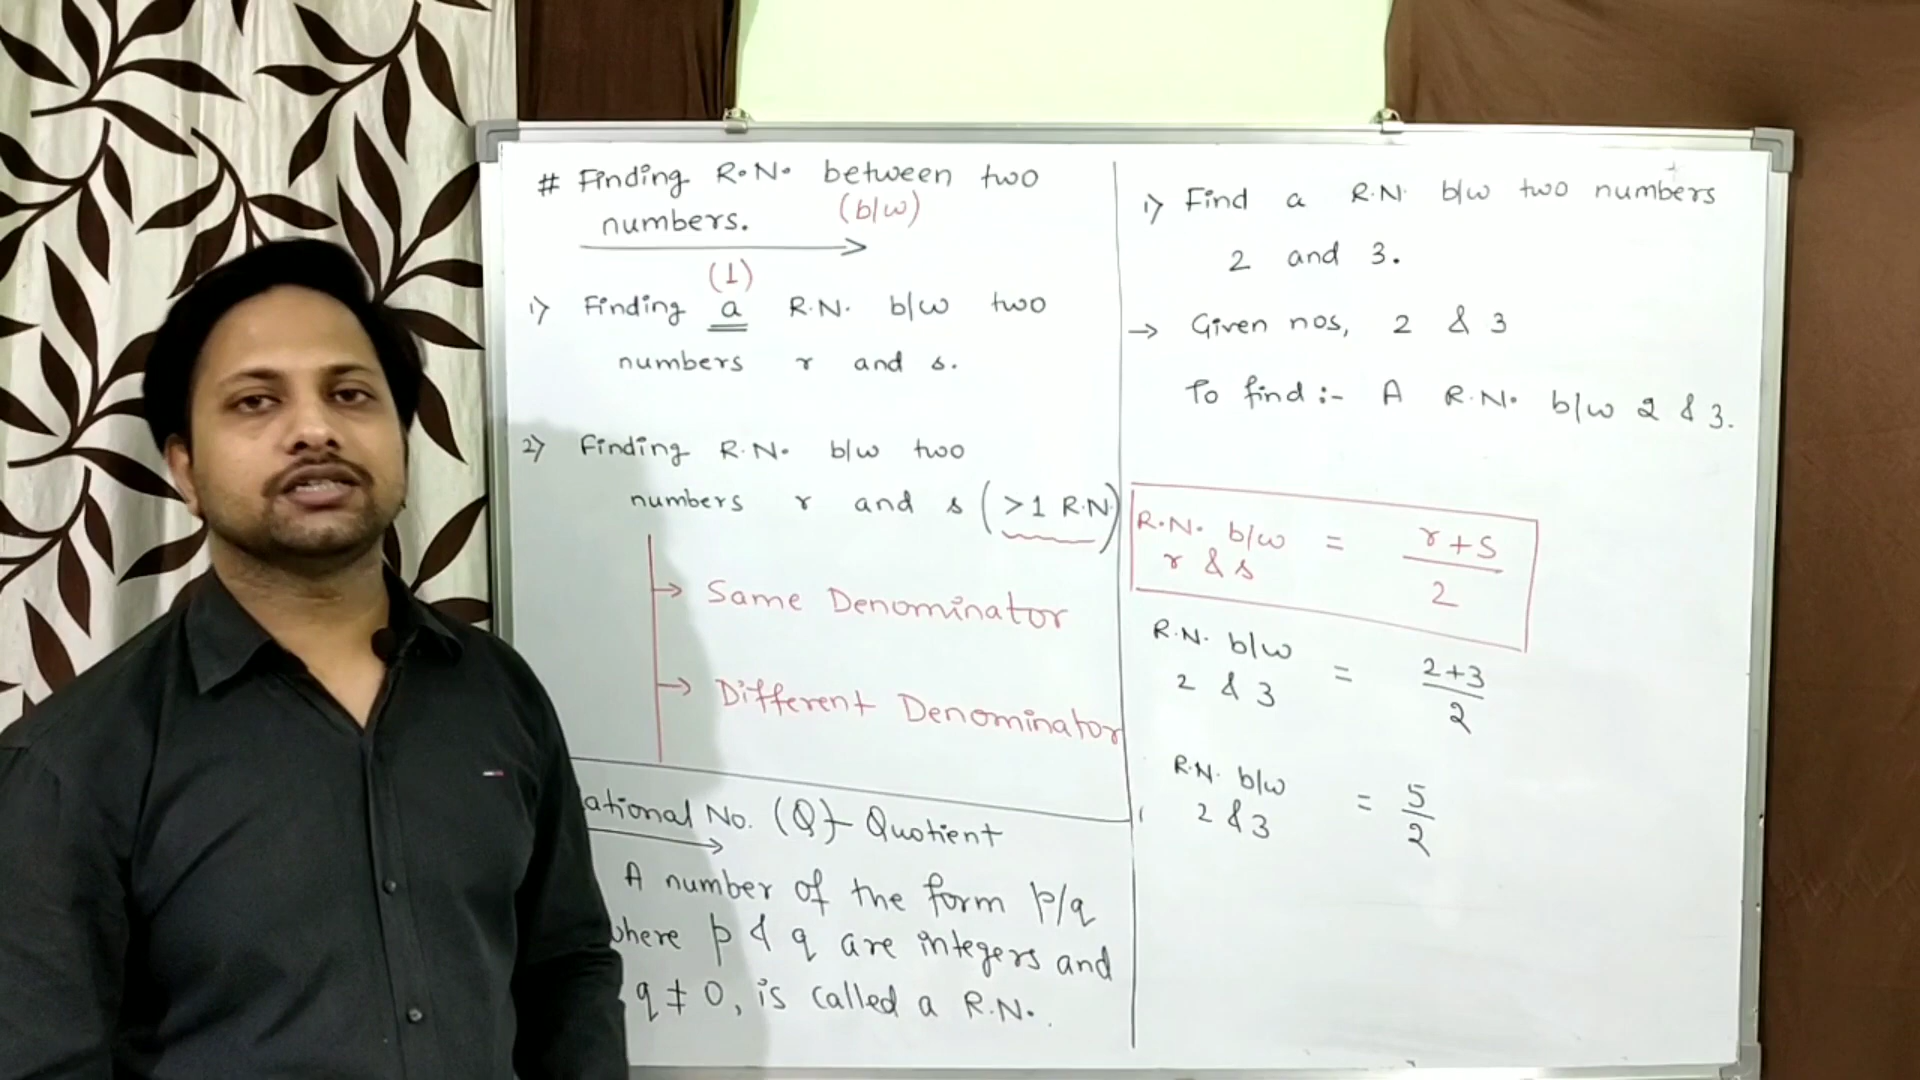 # Finding R.N. between two
numbers. (b/w)
(1)
1) Finding a R.N. b/w two
numbers r and s.
2) Finding R.N. b/w two
numbers r and s (>1 R.N.)
→ Same Denominator
→ Different Denominator
ational No. (Q)- Quotient
A number of the form p/q
where p & q are integers and
q ≠ 0, is called a R.N.
1) Find a R.N. b/w two numbers
2 and 3.
→ Given nos, 2 & 3
To find :- A R.N. b/w 2 & 3.
R.N. b/w r & s = r+s/2
R.N. b/w 2 & 3 = 2+3/2
R.N. b/w 2 & 3 = 5/2